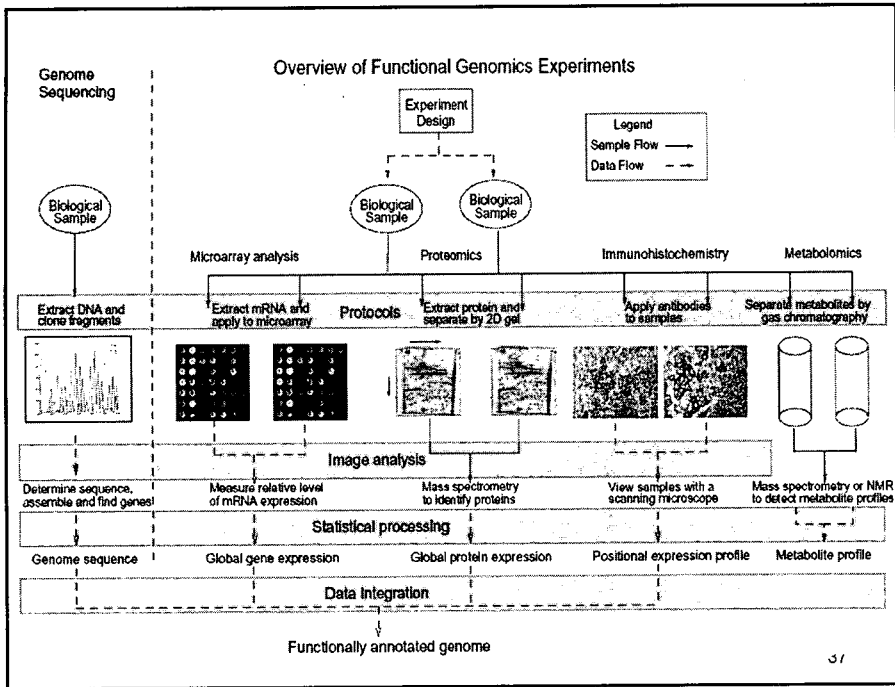 Genome
Sequencing
Overview of Functional Genomics Experiments
Experiment
Design
Legend
Sample Flow
Data Flow
Biological
Sample
Biological
Sample
Biological
Sample
Microarray analysis
Proteomics
Immunohistochemistry
Metabolomics
Extract DNA and
clone fragments
Extract mRNA and
apply to microarray
Protocols
Extract protein and
separate by 2D gel
Apply antibodies
to samples
Separate metabolites by
gas chromatography
Image analysis
Determine sequence,
assemble and find genes
Measure relative level
of mRNA expression
Mass spectrometry
to identify proteins
View samples with a
scanning microscope
Mass spectrometry or NMR
to detect metabolite profiles
Statistical processing
Genome sequence
Global gene expression
Global protein expression
Positional expression profile
Metabolite profile
Data Integration
Functionally annotated genome
37